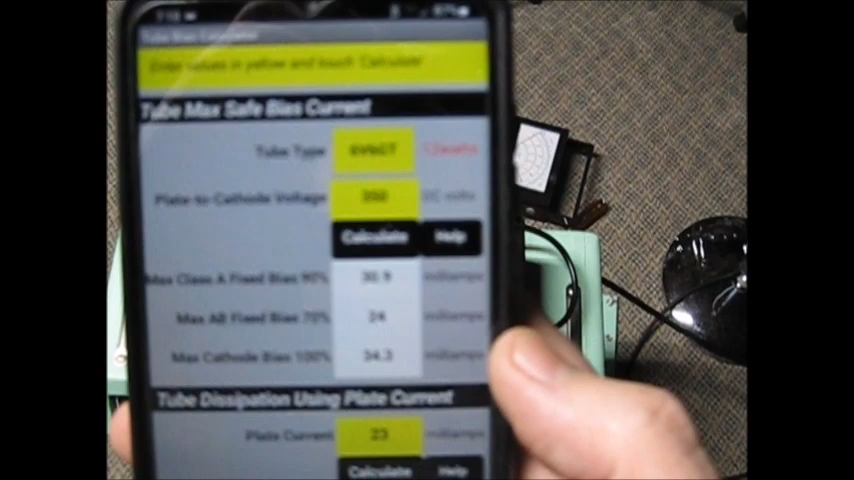 Tube Bias Calculator
Enter values in yellow and touch 'Calculate'
Tube Max Safe Bias Current
Tube Type 6V6GT 12watts
Plate-to-Cathode Voltage 350 DC volts
Calculate Help
Max Class A Fixed Bias 90% 30.9 milliamps
Max AB Fixed Bias 70% 24 milliamps
Max Cathode Bias 100% 34.3 milliamps
Tube Dissipation Using Plate Current
Plate Current 23 milliamps
Calculate Help